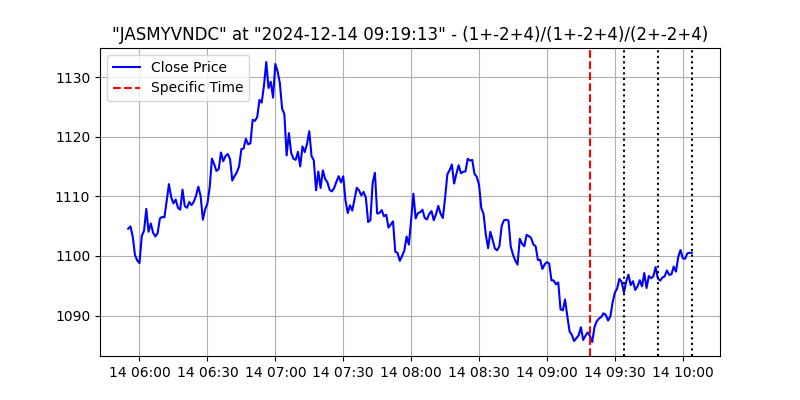 "JASMYVNDC" at "2024-12-14 09:19:13" - (1+-2+4)/(1+-2+4)/(2+-2+4)
Close Price
Specific Time
1130
1120
1110
1100
1090
14 06:00 14 06:30 14 07:00 14 07:30 14 08:00 14 08:30 14 09:00 14 09:30 14 10:00